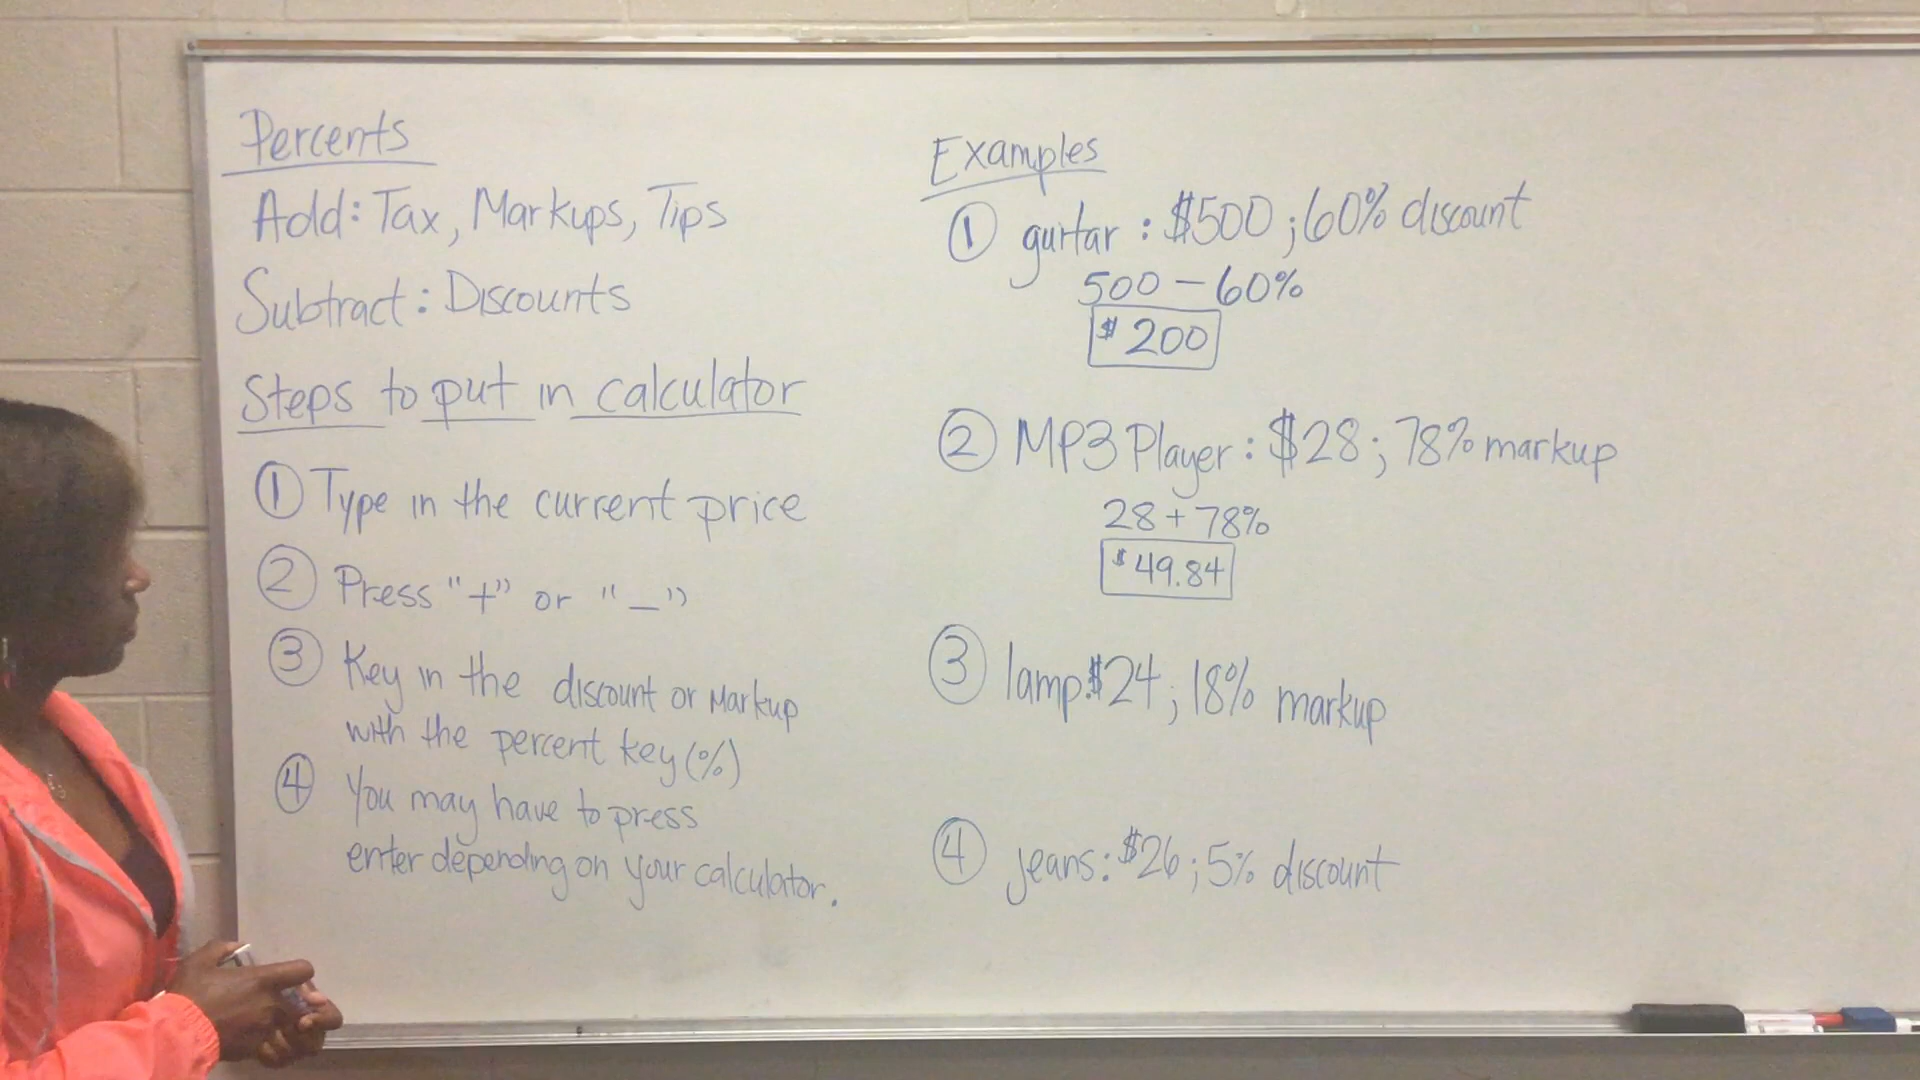 Percents
Add: Tax, Markups, Tips
Subtract: Discounts
Steps to put in calculator
① Type in the current price
② Press "+" or "−"
③ Key in the discount or Markup
with the percent key (%)
④ You may have to press
enter depending on your calculator.
Examples
① guitar: $500; 60% discount
500 − 60%
$200
② MP3 Player: $28; 78% markup
28 + 78%
$49.84
③ lamp: $24; 18% markup
④ jeans: $26; 5% discount